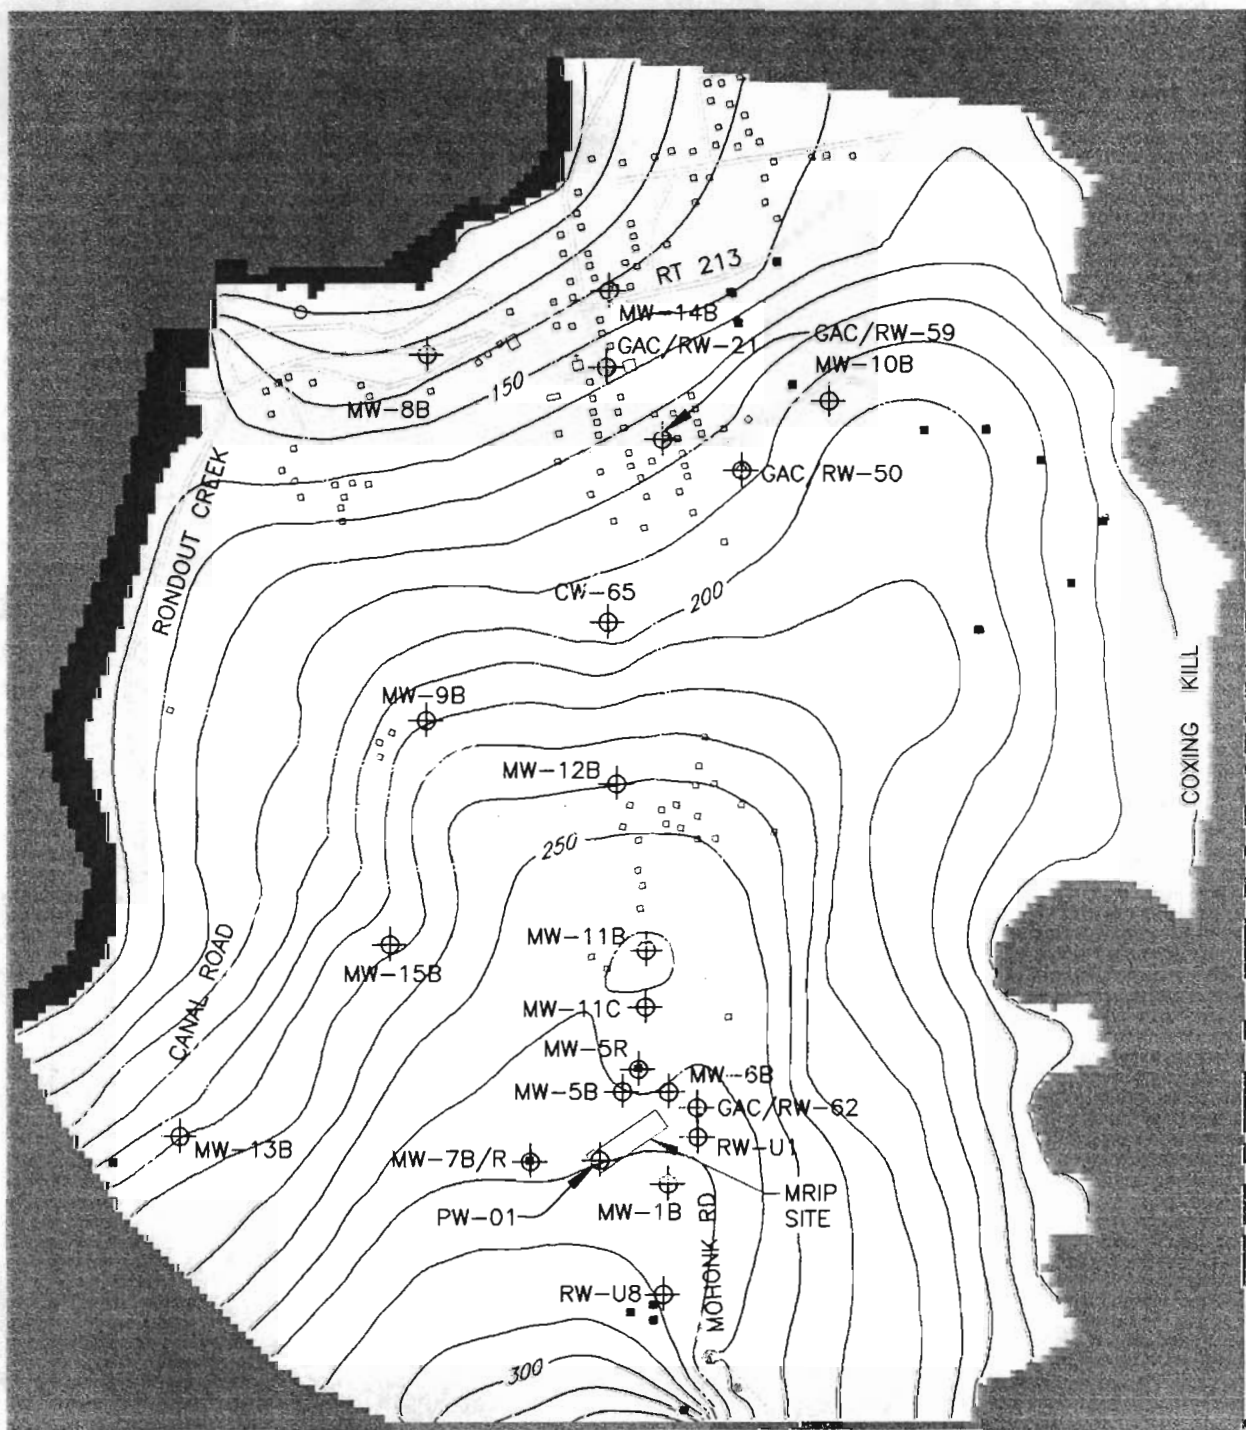 RT 213
MW-14B
GAC/RW-21
GAC/RW-59
MW-10B
150
MW-8B
GAC/RW-50
RONDOUT CREEK
CW-65
200
MW-9B
COXING KILL
MW-12B
250
MW-11B
MW-15B
CANAL ROAD
MW-11C
MW-5R
MW-5B
MW-6B
GAC/RW-62
MW-13B
RW-U1
MW-7B/R
MRIP
SITE
PW-01
MW-1B
MOHONK RD
RW-U8
300